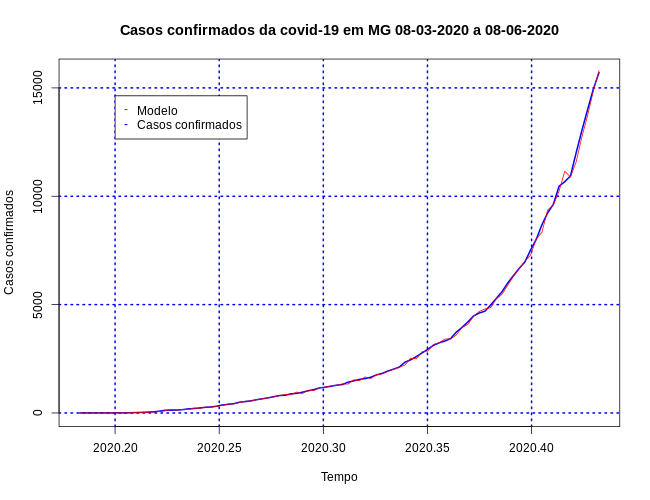 Casos confirmados da covid-19 em MG 08-03-2020 a 08-06-2020
15000
10000
5000
0
Casos confirmados
Modelo
Casos confirmados
2020.20
2020.25
2020.30
2020.35
2020.40
Tempo